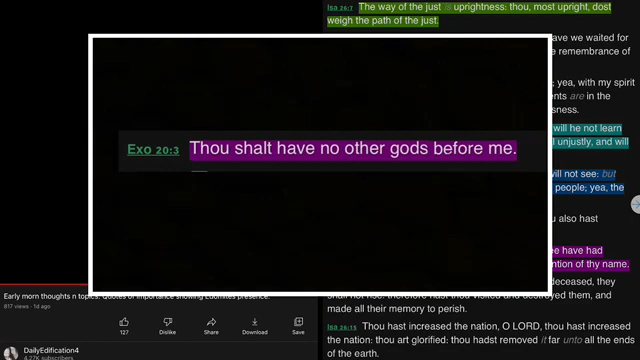 Isa 26:7 The way of the just is uprightness: thou, most upright, dost
weigh the path of the just.
ave we waited for
e remembrance of
; yea, with my spirit
ents are in the
sness.
will he not learn
l unjustly, and will
vill not see: but
people; yea, the
u also hast
Exo 20:3 Thou shalt have no other gods before me.
ee have had
ntion of thy name.
deceased, they
shall not rise: therefore hast thou visited and destroyed them, and
made all their memory to perish.
Isa 26:15 Thou hast increased the nation, O LORD, thou hast increased
the nation: thou art glorified: thou hadst removed it far unto all the ends
of the earth.
Early morn thoughts n topics: Quotes of importance showing Edomites presence.
817 views · 1d ago
127
Dislike
Share
Download
Save
DailyEdification4
4.27K subscribers